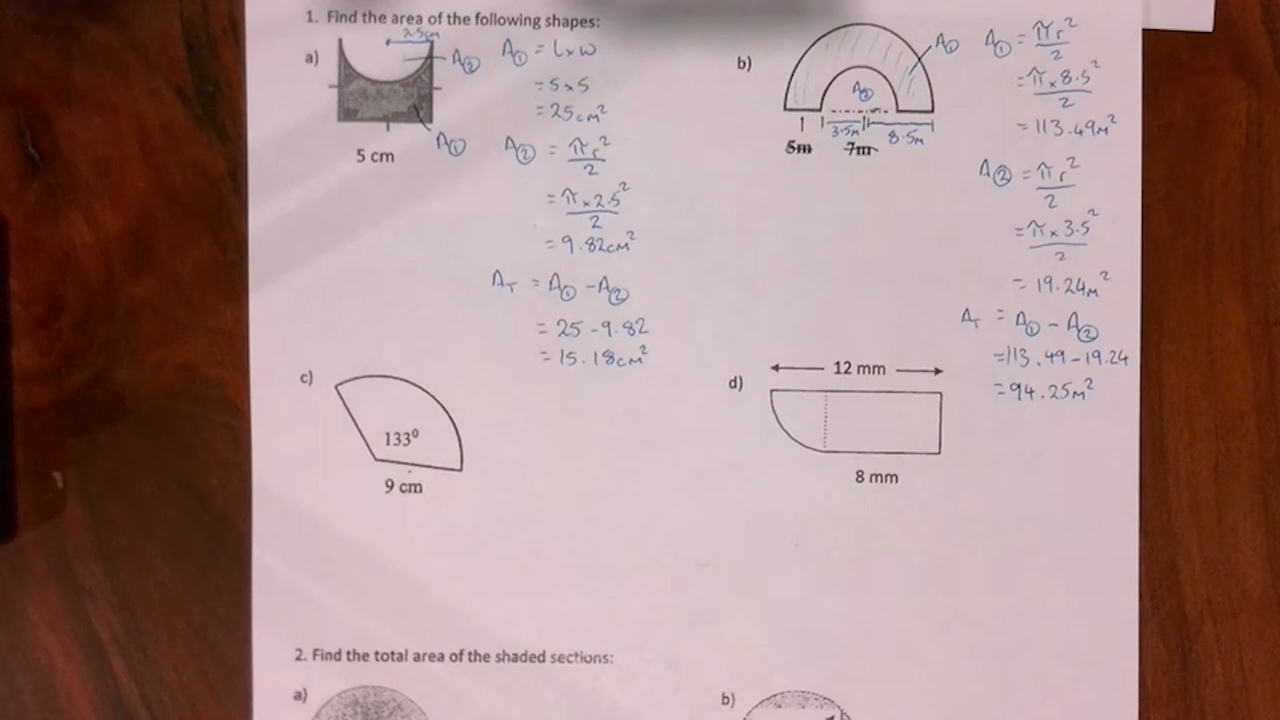 1. Find the area of the following shapes:
a)
2.5cm
A②
A①
5 cm
A① = l×w
= 5×5
= 25cm²
A② = πr²
2
= π×2.5²
2
= 9.82cm²
A_T = A① - A②
= 25 - 9.82
= 15.18cm²
b)
A①
A②
3.5m
8.5m
5m
7m
A① = πr²
2
= π×8.5²
2
= 113.49m²
A② = πr²
2
= π×3.5²
2
= 19.24m²
A_T = A① - A②
= 113.49 - 19.24
= 94.25m²
c)
133⁰
9 cm
d)
12 mm
8 mm
2. Find the total area of the shaded sections:
a)
b)